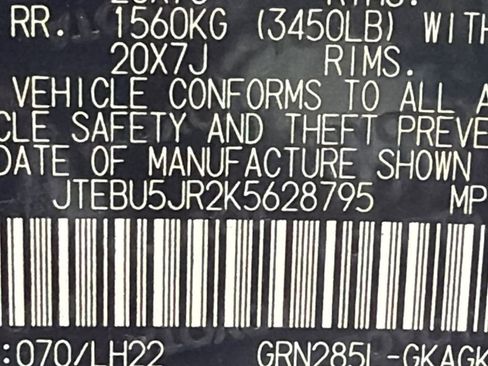 RR. 1560KG (3450LB) WITH
20X7J RIMS.
VEHICLE CONFORMS TO ALL A
CLE SAFETY AND THEFT PREVE
DATE OF MANUFACTURE SHOWN
JTEBU5JR2K5628795 MP
:070/LH22 GRN285L-GKAGK